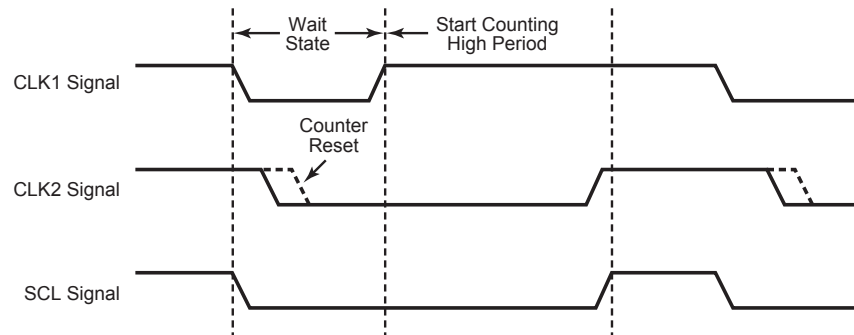 Wait
State
Start Counting
High Period
CLK1 Signal
Counter
Reset
CLK2 Signal
SCL Signal